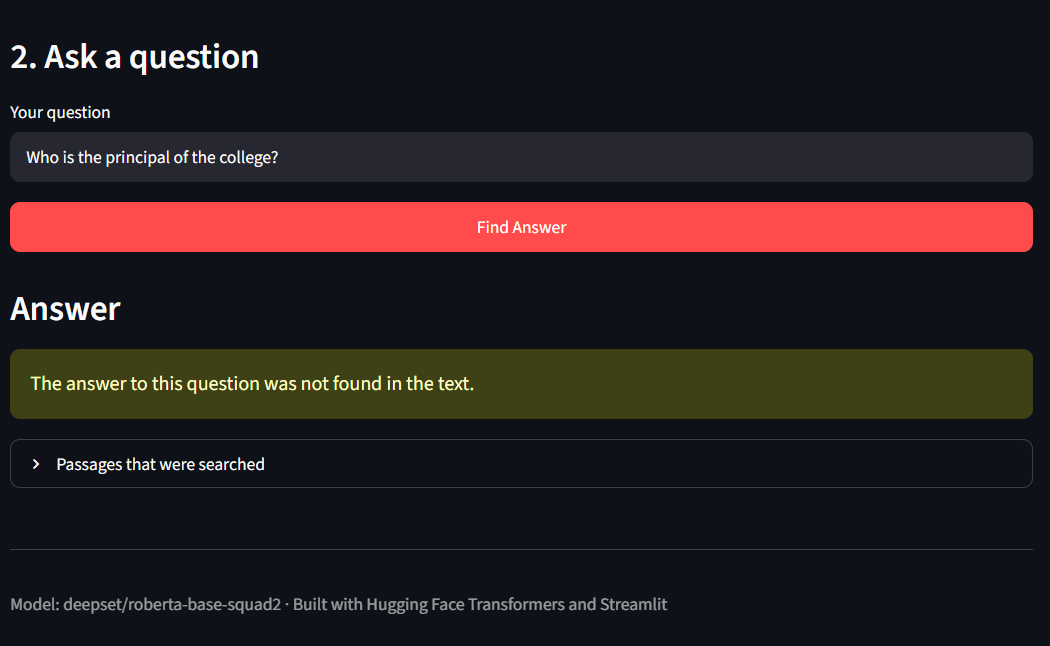 2. Ask a question
Your question
Who is the principal of the college?
Find Answer
Answer
The answer to this question was not found in the text.
Passages that were searched
Model: deepset/roberta-base-squad2 · Built with Hugging Face Transformers and Streamlit